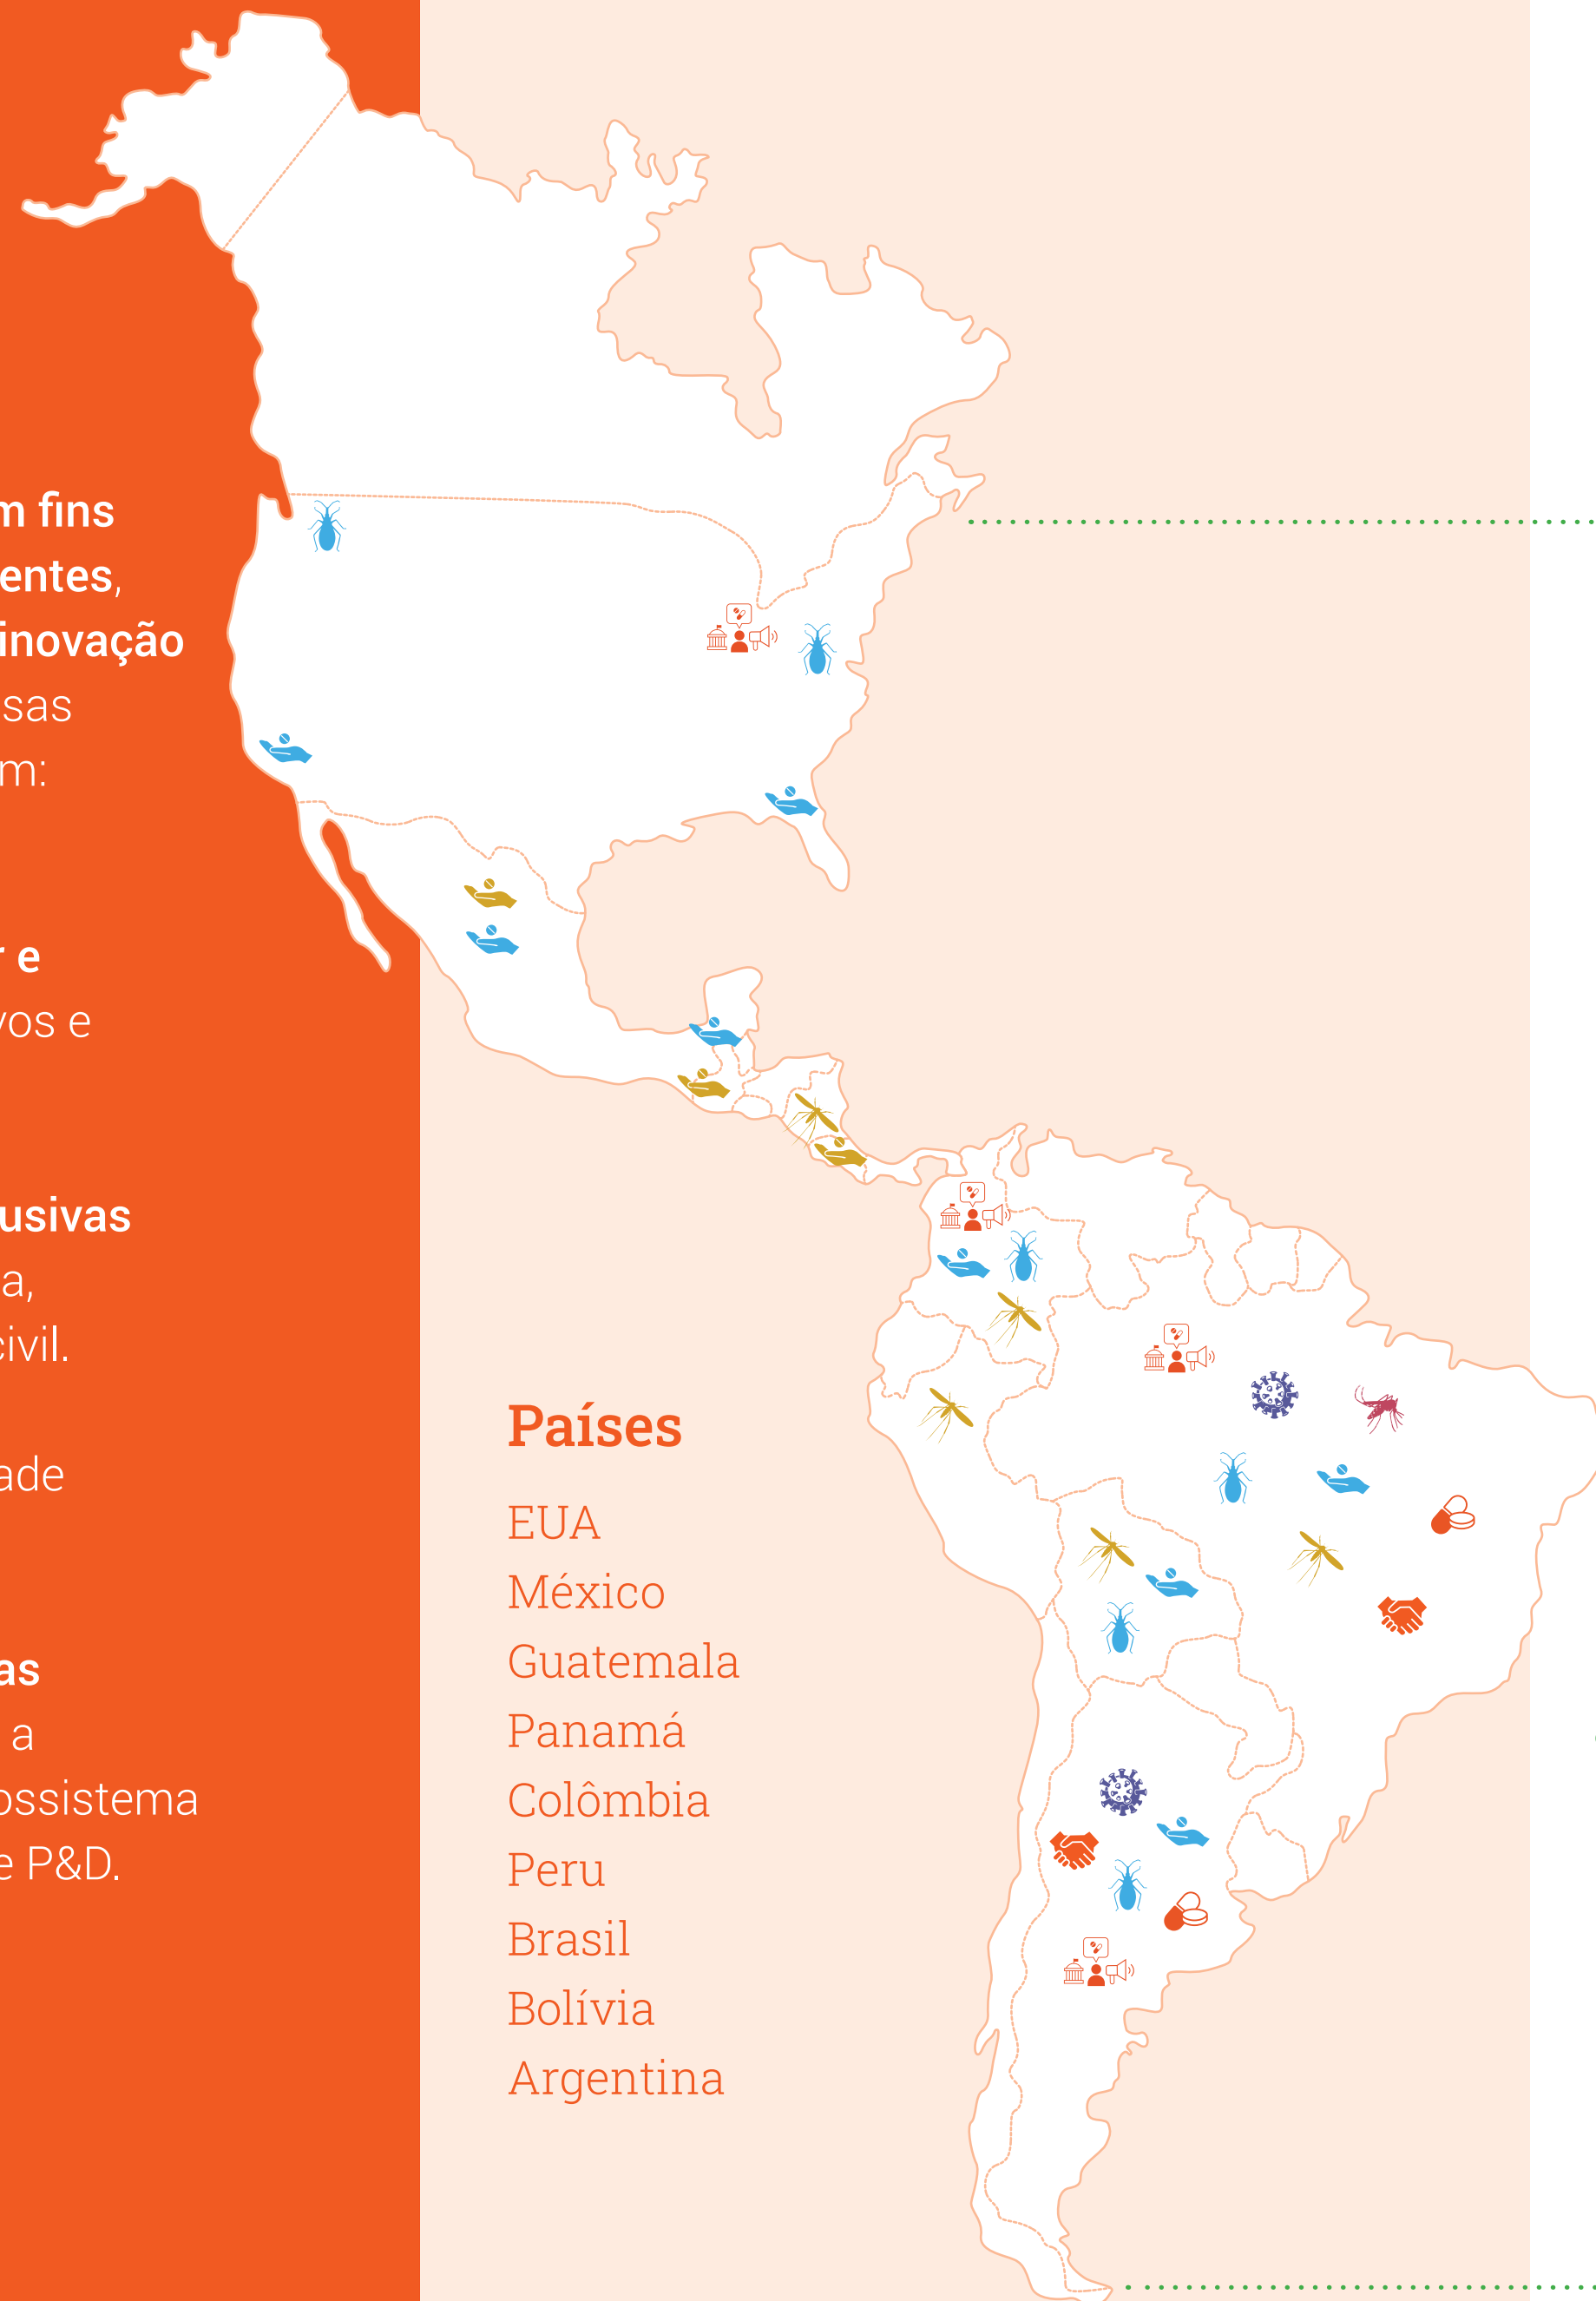 m fins
entes,
inovação
sas
m:
r e
vos e
usivas
a,
civil.
ade
as
a
ossistema
e P&D.
Países
EUA
México
Guatemala
Panamá
Colômbia
Peru
Brasil
Bolívia
Argentina